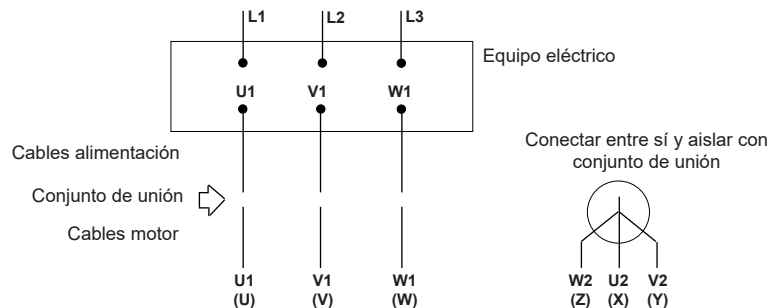 L1 L2 L3
Equipo eléctrico
U1 V1 W1
Cables alimentación
Conjunto de unión
Cables motor
U1 V1 W1
(U) (V) (W)
Conectar entre sí y aislar con
conjunto de unión
W2 U2 V2
(Z) (X) (Y)